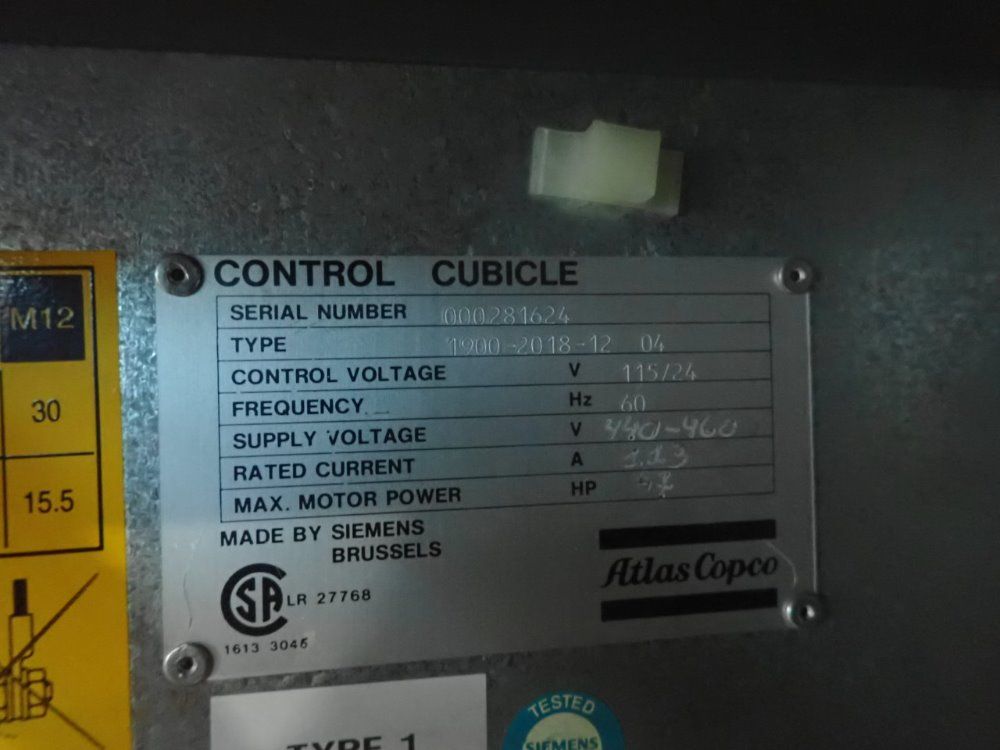 CONTROL CUBICLE
SERIAL NUMBER 000281624
TYPE 1900-2018-12 04
CONTROL VOLTAGE V 115/24
FREQUENCY Hz 60
SUPPLY VOLTAGE V 440-460
RATED CURRENT A
MAX. MOTOR POWER HP
MADE BY SIEMENS
BRUSSELS
Atlas Copco
CSA LR 27768
1613 3046
M12
30
15.5
TYPE 1
TESTED
SIEMENS